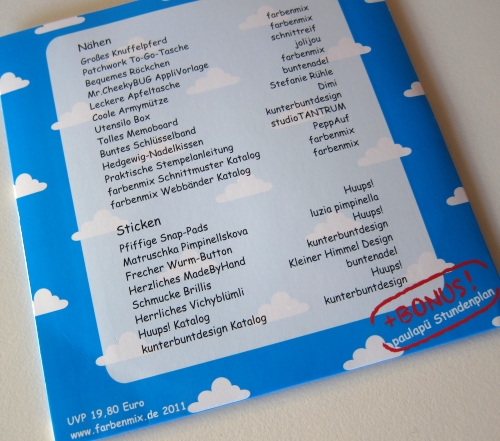 Nähen
Großes Knuffelpferd farbenmix
Patchwork To-Go-Tasche farbenmix
Bequemes Röckchen schnittreif
Mr.CheekyBUG AppliVorlage jolijou
Leckere Apfeltasche farbenmix
Coole Armymütze buntenadel
Utensilo Box Stefanie Rühle
Tolles Memoboard Dimi
Buntes Schlüsselband kunterbuntdesign
Hedgewig-Nadelkissen studioTANTRUM
Praktische Stempelanleitung PeppAuf
farbenmix Schnittmuster Katalog farbenmix
farbenmix Webbänder Katalog farbenmix
Sticken
Pfiffige Snap-Pads Huups!
Matruschka Pimpinellskova luzia pimpinella
Frecher Wurm-Button Huups!
Herzliches MadeByHand kunterbuntdesign
Schmucke Brillis Kleiner Himmel Design
Herrliches Vichyblümli buntenadel
Huups! Katalog Huups!
kunterbuntdesign Katalog kunterbuntdesign
+BONUS!
paulapü Stundenplan
UVP 19,80 Euro
www.farbenmix.de 2011